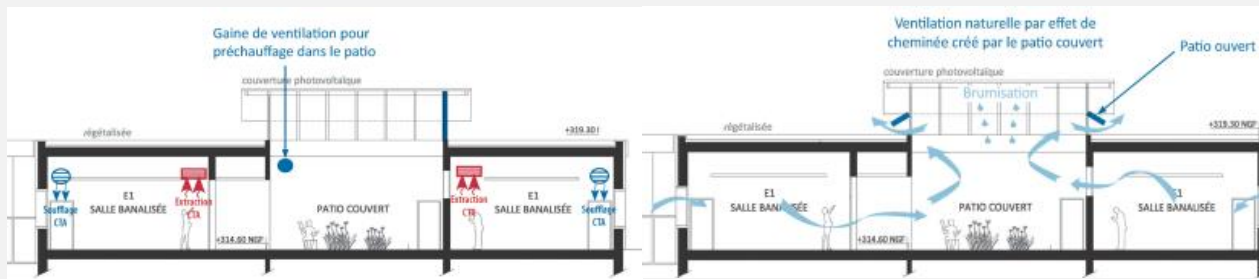 Gaine de ventilation pour
préchauffage dans le patio
couverture photovoltaïque
végétalisée
+319.30
Soufflage
CTA
E1
SALLE BANALISÉE
Extraction
CTA
+314.60 NGF
PATIO COUVERT
Extraction
CTA
E1
SALLE BANALISÉE
Soufflage
CTA
Ventilation naturelle par effet de
cheminée créé par le patio couvert
Patio ouvert
couverture photovoltaïque
Brumisation
végétalisée
+319.30 NGF
E1
SALLE BANALISÉE
+314.60 NGF
PATIO COUVERT
E1
SALLE BANALISÉE